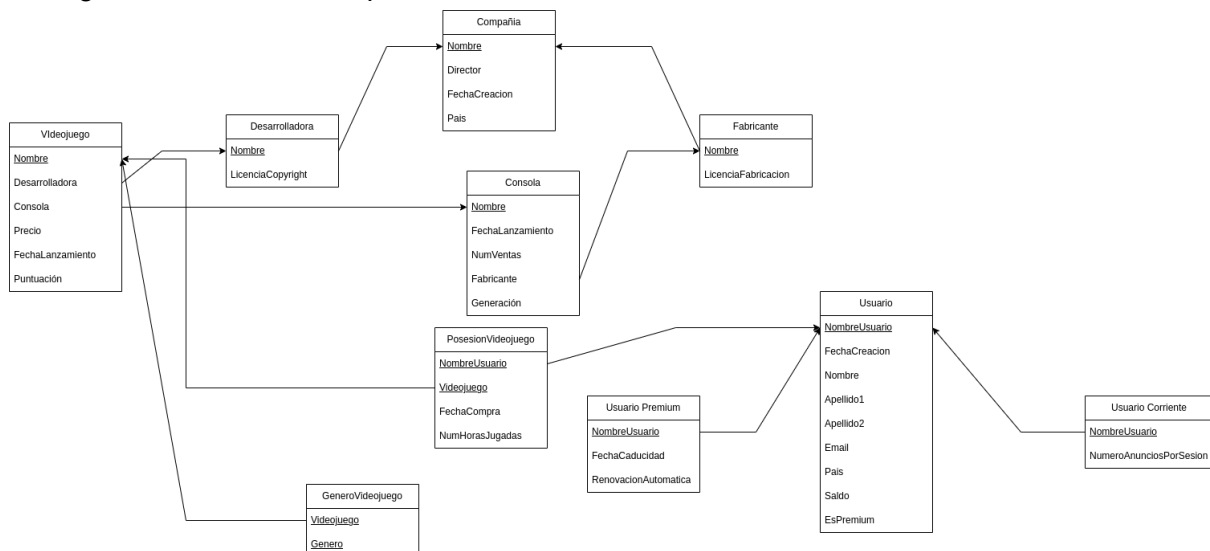 Compañia
Nombre
Director
FechaCreacion
Pais
VIdeojuego
Nombre
Desarrolladora
Consola
Precio
FechaLanzamiento
Puntuación
Desarrolladora
Nombre
LicenciaCopyright
Fabricante
Nombre
LicenciaFabricacion
Consola
Nombre
FechaLanzamiento
NumVentas
Fabricante
Generación
Usuario
NombreUsuario
FechaCreacion
Nombre
Apellido1
Apellido2
Email
Pais
Saldo
EsPremium
PosesionVideojuego
NombreUsuario
Videojuego
FechaCompra
NumHorasJugadas
Usuario Premium
NombreUsuario
FechaCaducidad
RenovacionAutomatica
Usuario Corriente
NombreUsuario
NumeroAnunciosPorSesion
GeneroVideojuego
Videojuego
Genero